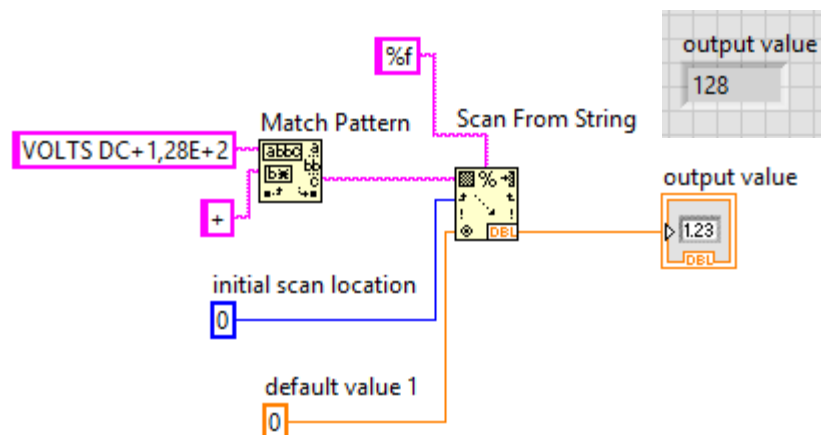 %f
output value
128
Match Pattern
Scan From String
VOLTS DC+1,28E+2
+
output value
1.23
DBL
DBL
initial scan location
0
default value 1
0